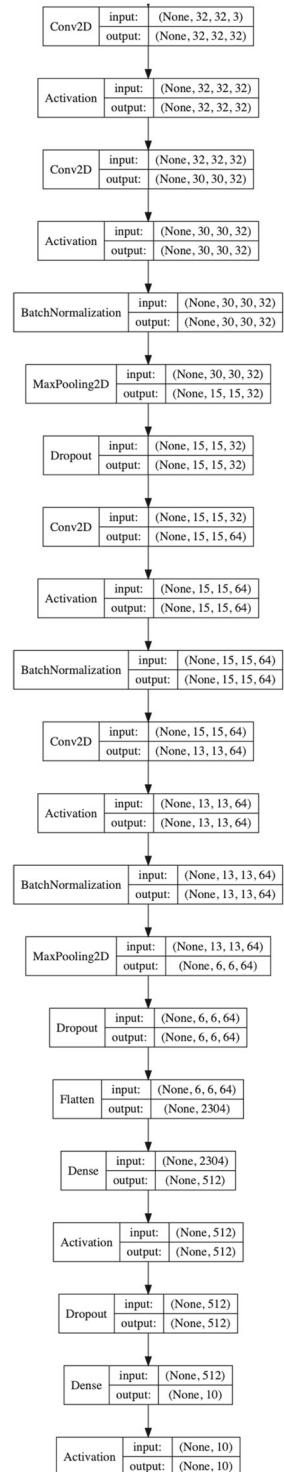 Conv2D
input: (None, 32, 32, 3)
output: (None, 32, 32, 32)
Activation
input: (None, 32, 32, 32)
output: (None, 32, 32, 32)
Conv2D
input: (None, 32, 32, 32)
output: (None, 30, 30, 32)
Activation
input: (None, 30, 30, 32)
output: (None, 30, 30, 32)
BatchNormalization
input: (None, 30, 30, 32)
output: (None, 30, 30, 32)
MaxPooling2D
input: (None, 30, 30, 32)
output: (None, 15, 15, 32)
Dropout
input: (None, 15, 15, 32)
output: (None, 15, 15, 32)
Conv2D
input: (None, 15, 15, 32)
output: (None, 15, 15, 64)
Activation
input: (None, 15, 15, 64)
output: (None, 15, 15, 64)
BatchNormalization
input: (None, 15, 15, 64)
output: (None, 15, 15, 64)
Conv2D
input: (None, 15, 15, 64)
output: (None, 13, 13, 64)
Activation
input: (None, 13, 13, 64)
output: (None, 13, 13, 64)
BatchNormalization
input: (None, 13, 13, 64)
output: (None, 13, 13, 64)
MaxPooling2D
input: (None, 13, 13, 64)
output: (None, 6, 6, 64)
Dropout
input: (None, 6, 6, 64)
output: (None, 6, 6, 64)
Flatten
input: (None, 6, 6, 64)
output: (None, 2304)
Dense
input: (None, 2304)
output: (None, 512)
Activation
input: (None, 512)
output: (None, 512)
Dropout
input: (None, 512)
output: (None, 512)
Dense
input: (None, 512)
output: (None, 10)
Activation
input: (None, 10)
output: (None, 10)